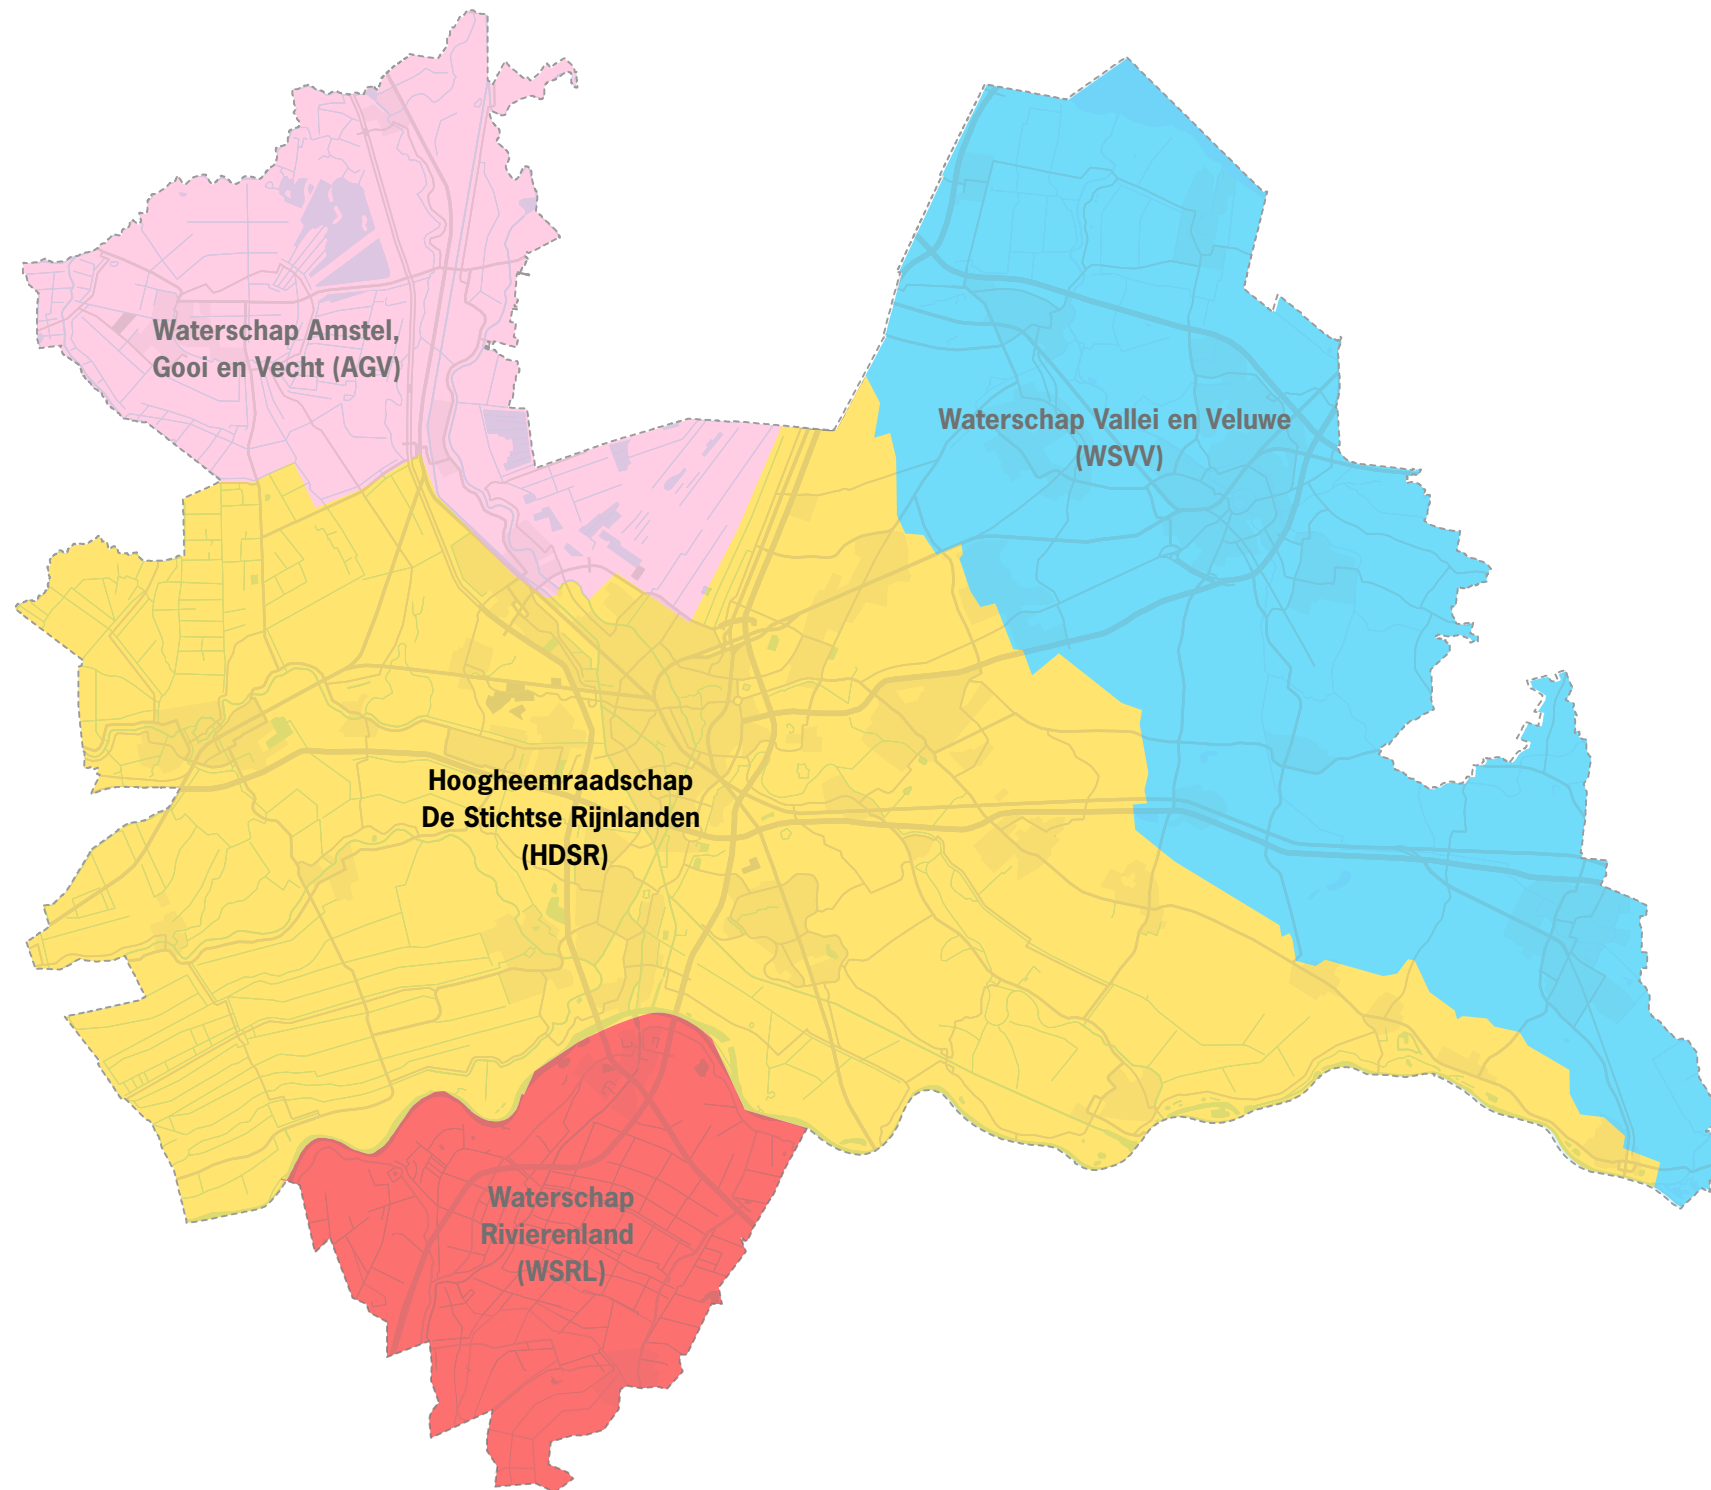 Waterschap Amstel,
Gooi en Vecht (AGV)
Waterschap Vallei en Veluwe
(WSVV)
Hoogheemraadschap
De Stichtse Rijnlanden
(HDSR)
Waterschap
Rivierenland
(WSRL)